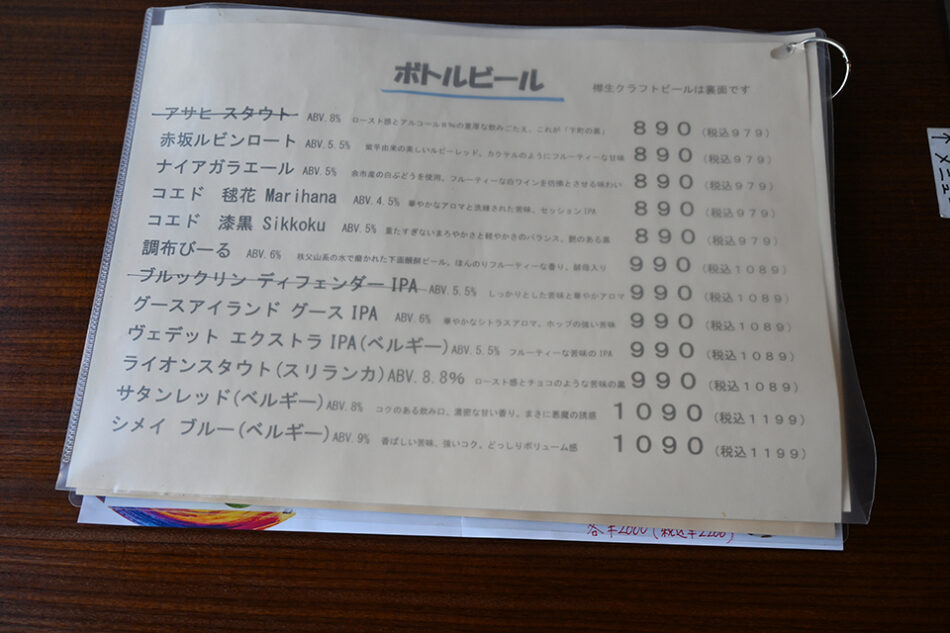 ボトルビール 樽生クラフトビールは裏面です
アサヒ スタウト ABV.8% ロースト感とアルコール8%の重厚な飲みごたえ、これが「下町の黒」 890(税込979)
赤坂ルビンロート ABV.5.5% 紫芋由来の美しいルビーレッド、カクテルのようにフルーティーな甘味 890(税込979)
ナイアガラエール ABV.5% 余市産の白ぶどうを使用、フルーティーな白ワインを彷彿とさせる味わい 890(税込979)
コエド 毬花 Marihana ABV.4.5% 華やかなアロマと洗練された苦味、セッションIPA 890(税込979)
コエド 漆黒 Sikkoku ABV.5% 重たすぎないまろやかさと軽やかさのバランス、艶のある黒 890(税込979)
調布びーる ABV.6% 秩父山系の水で磨かれた下面醗酵ビール、ほんのりフルーティーな香り、酵母入り 990(税込1089)
ブルックリン ディフェンダー IPA ABV.5.5% しっかりとした苦味と華やかアロマ 990(税込1089)
グースアイランド グース IPA ABV.6% 華やかなシトラスアロマ、ホップの強い苦味 990(税込1089)
ヴェデット エクストラ IPA(ベルギー) ABV.5.5% フルーティーな苦味のIPA 990(税込1089)
ライオンスタウト(スリランカ) ABV.8.8% ロースト感とチョコのような苦味の黒 990(税込1089)
サタンレッド(ベルギー) ABV.8% コクのある飲み口、濃密な甘い香り、まさに悪魔の誘惑 1090(税込1199)
シメイ ブルー(ベルギー) ABV.9% 香ばしい苦味、強いコク、どっしりボリューム感 1090(税込1199)
各¥2000(税込¥2200)
↑メニュー